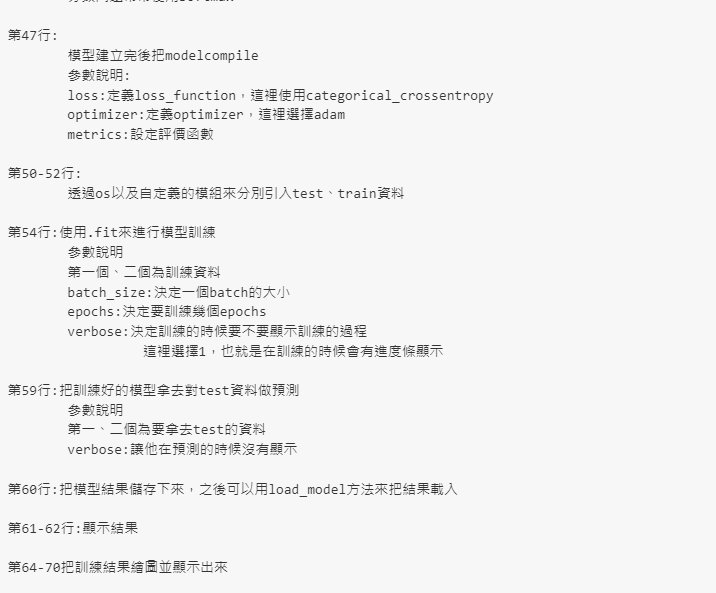 第47行:
模型建立完後把modelcompile
參數說明:
loss:定義loss_function，這裡使用categorical_crossentropy
optimizer:定義optimizer，這裡選擇adam
metrics:設定評價函數
第50-52行:
透過os以及自定義的模組來分別引入test、train資料
第54行:使用.fit來進行模型訓練
參數說明
第一個、二個為訓練資料
batch_size:決定一個batch的大小
epochs:決定要訓練幾個epochs
verbose:決定訓練的時候要不要顯示訓練的過程
這裡選擇1，也就是在訓練的時候會有進度條顯示
第59行:把訓練好的模型拿去對test資料做預測
參數說明
第一、二個為要拿去test的資料
verbose:讓他在預測的時候沒有顯示
第60行:把模型結果儲存下來，之後可以用load_model方法來把結果載入
第61-62行:顯示結果
第64-70把訓練結果繪圖並顯示出來